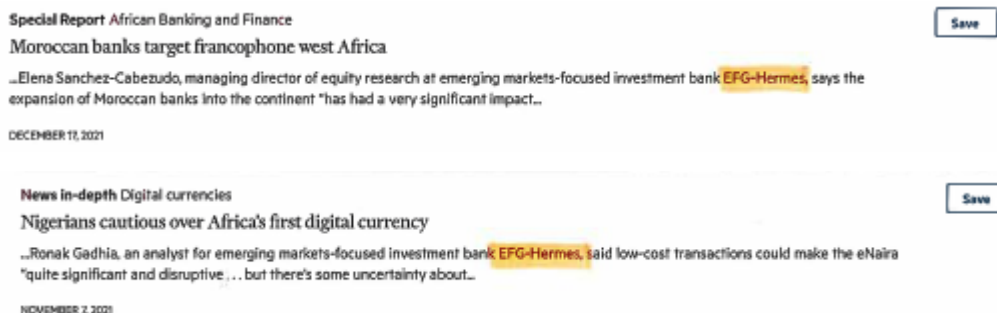 Special Report African Banking and Finance
Save
Moroccan banks target francophone west Africa
...Elena Sanchez-Cabezudo, managing director of equity research at emerging markets-focused investment bank EFG-Hermes, says the
expansion of Moroccan banks into the continent "has had a very significant impact...
DECEMBER 17, 2021
News in-depth Digital currencies
Save
Nigerians cautious over Africa's first digital currency
...Ronak Gadhia, an analyst for emerging markets-focused investment bank EFG-Hermes, said low-cost transactions could make the eNaira
"quite significant and disruptive . . . but there's some uncertainty about...
NOVEMBER 7, 2021